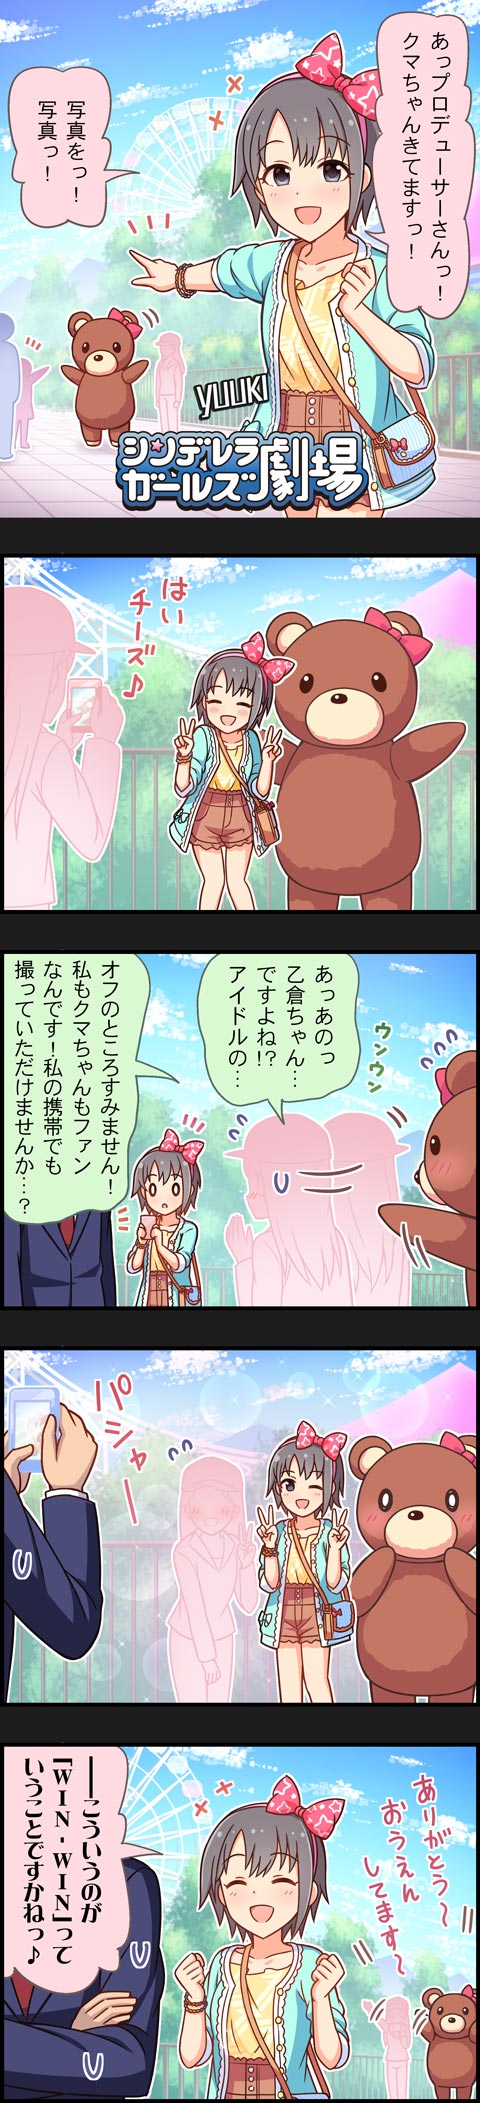 あっプロデューサーさんっ！
クマちゃんきてますっ！
写真をっ！
写真っ！
YUUKI
シンデレラ
ガールズ劇場
はい
チーズ♪
あっあのっ
乙倉ちゃん…
ですよね!?
アイドルの…
ウンウン
オフのところすみません！
私もクマちゃんもファン
なんです！私の携帯でも
撮っていただけませんか…？
パシャー
ありがとう〜
おうえん
してます〜
──こういうのが
「WIN-WIN」って
いうことですかねっ♪